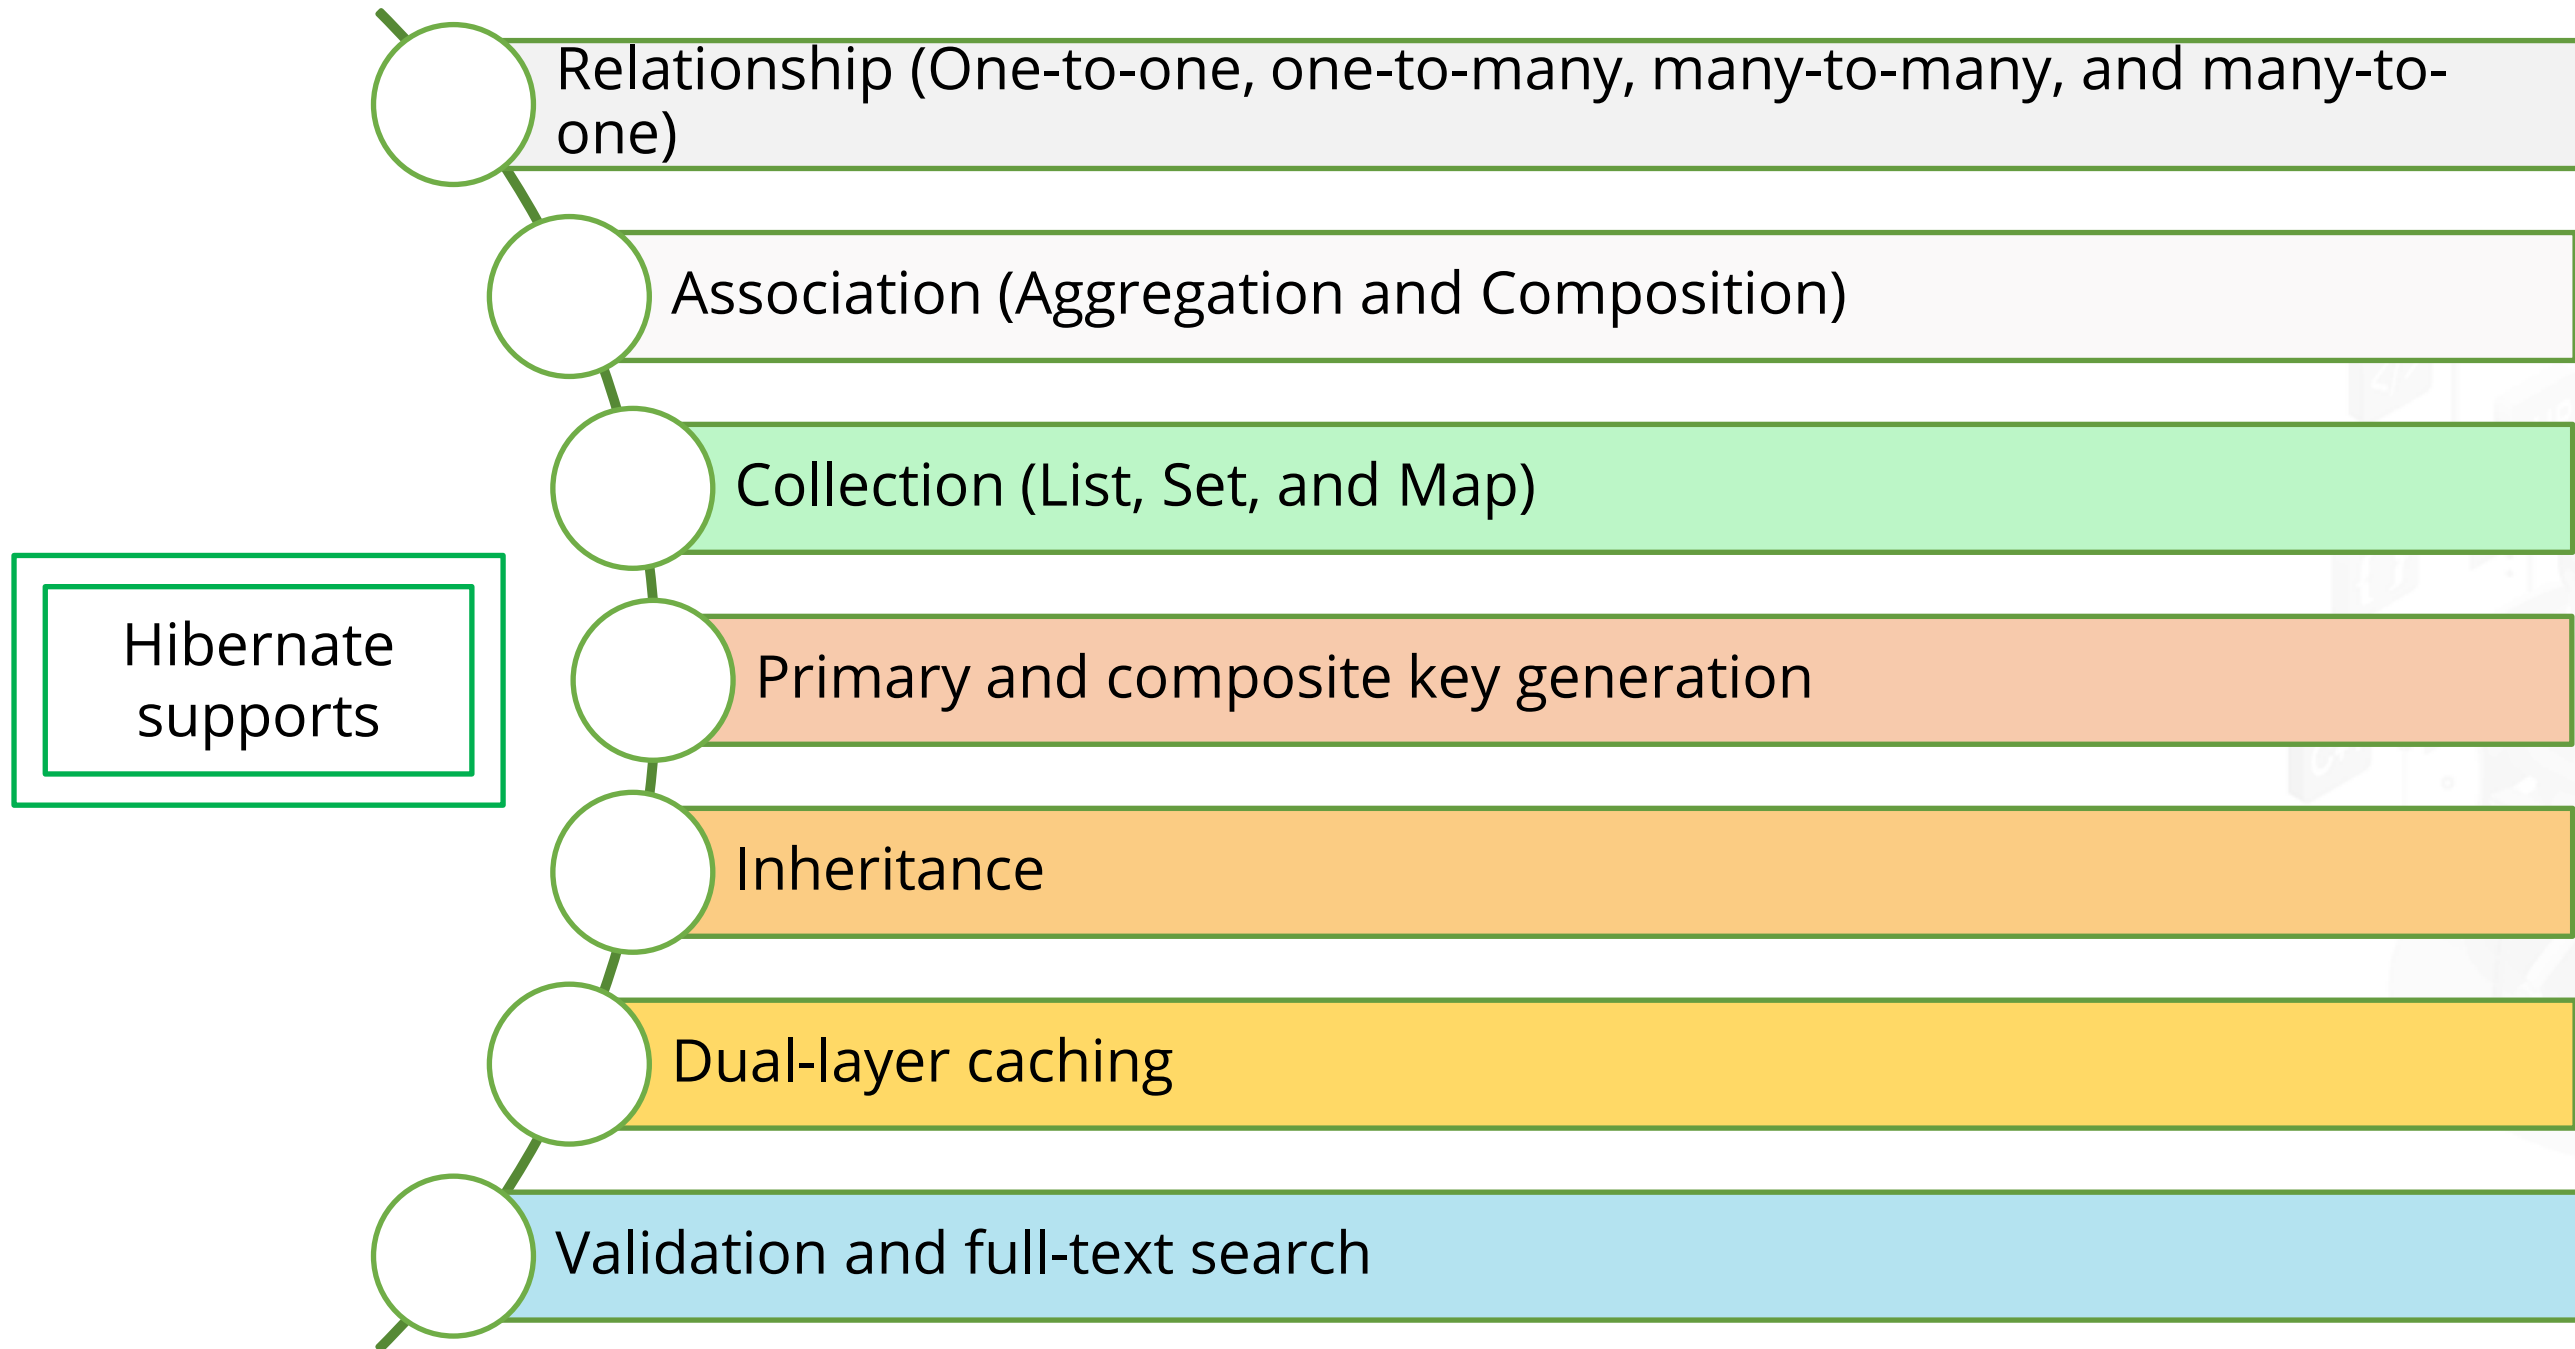 Relationship (One-to-one, one-to-many, many-to-many, and many-to-
one)
Association (Aggregation and Composition)
Collection (List, Set, and Map)
Hibernate
supports
Primary and composite key generation
Inheritance
Dual-layer caching
Validation and full-text search